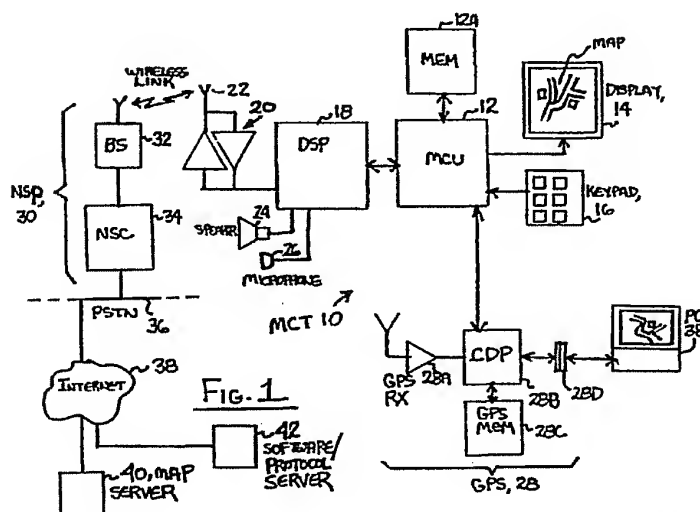 12A
MEM
MAP
DISPLAY, 14
WIRELESS LINK
22
20
18
DSP
12
MCU
BS
32
NSP, 30
NSC
34
SPEAKER
24
26
MICROPHONE
KEYPAD, 16
PSTN
36
MCT 10
INTERNET
38
GPS RX
28A
CDP
28B
28D
PC
38
GPS MEM
28C
GPS, 28
FIG. 1
42
SOFTWARE/ PROTOCOL SERVER
40, MAP SERVER